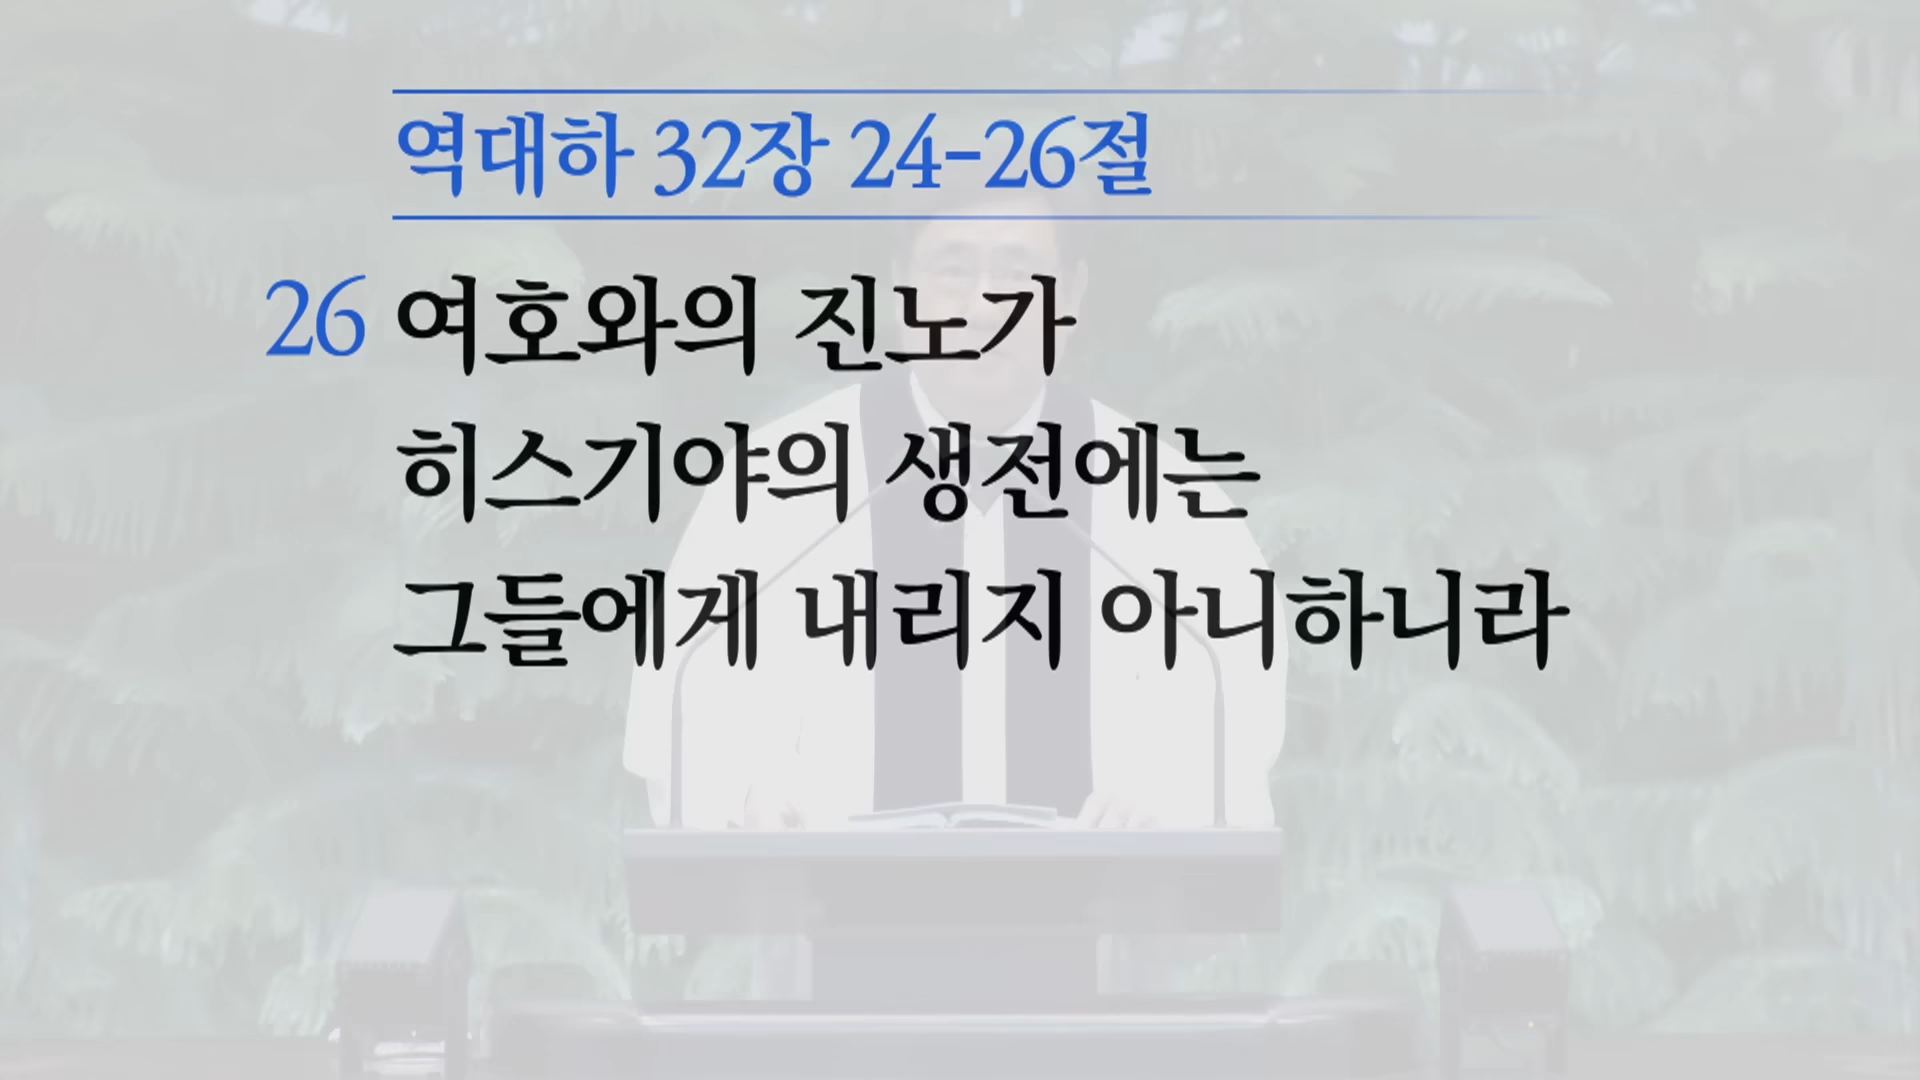 역대하 32장 24-26절
26 여호와의 진노가
히스기야의 생전에는
그들에게 내리지 아니하니라